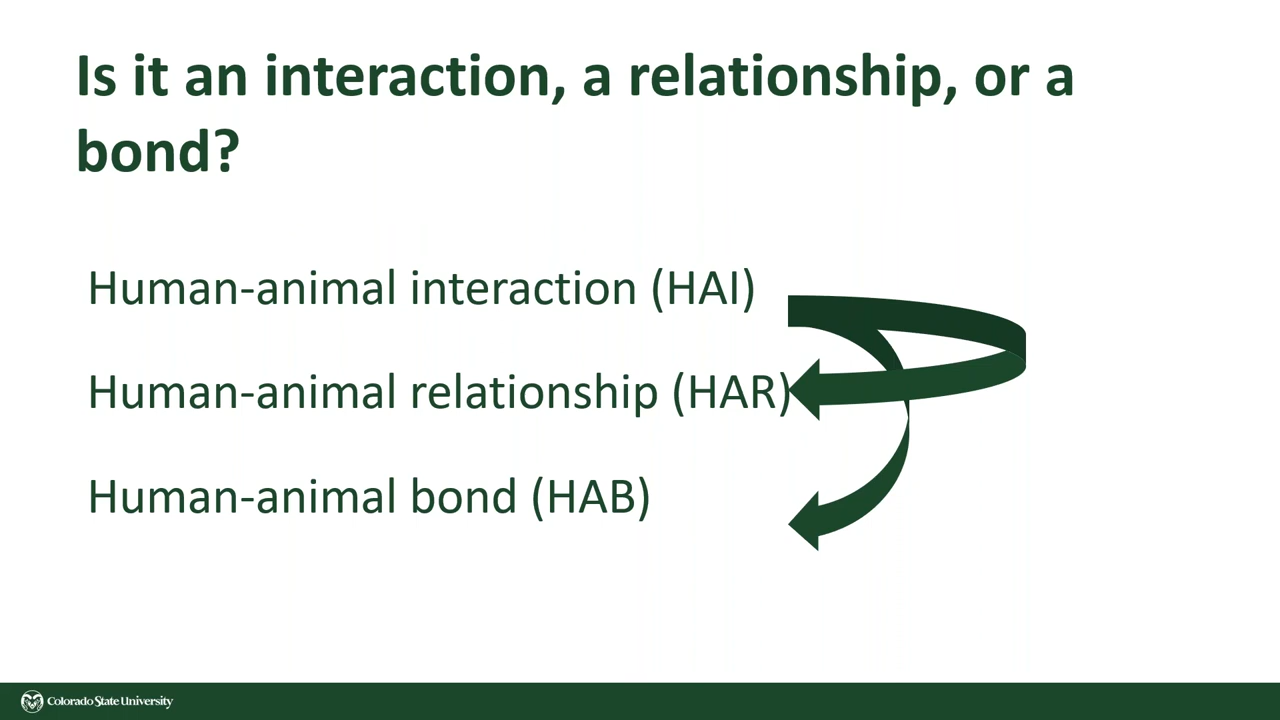 Is it an interaction, a relationship, or a
bond?
Human-animal interaction (HAI)
Human-animal relationship (HAR)
Human-animal bond (HAB)
Colorado State University